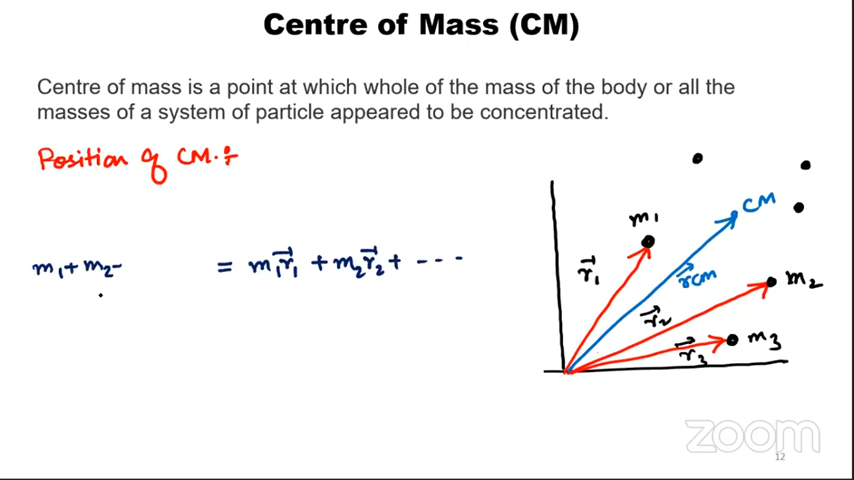 Centre of Mass (CM)
Centre of mass is a point at which whole of the mass of the body or all the
masses of a system of particle appeared to be concentrated.
Position of CM :-
m₁ + m₂ -
= m₁r⃗₁ + m₂r⃗₂ + ----
m₁
CM
r⃗₁
r⃗CM
m₂
r⃗₂
r⃗₃
m₃
zoom
12